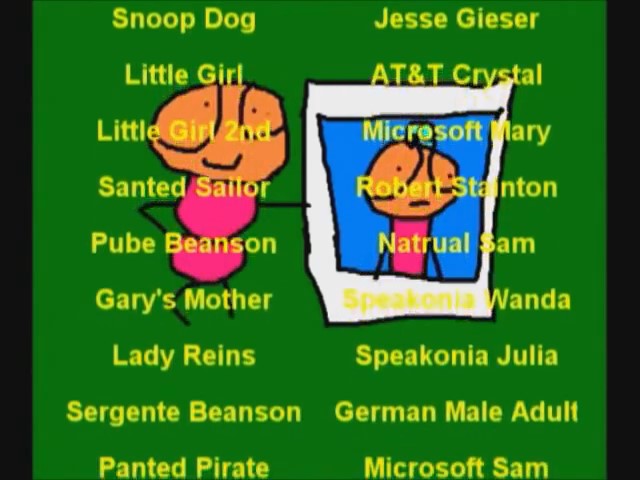 Snoop Dog Jesse Gieser
Little Girl AT&T Crystal
Little Girl 2nd Microsoft Mary
Santed Sailor Robert Stainton
Pube Beanson Natrual Sam
Gary's Mother Speakonia Wanda
Lady Reins Speakonia Julia
Sergente Beanson German Male Adult
Panted Pirate Microsoft Sam